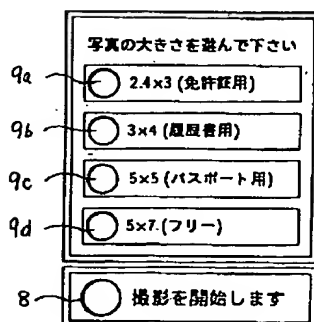 写真の大きさを選んで下さい
9a 2.4×3 (免許証用)
9b 3×4 (履歴書用)
9c 5×5 (パスポート用)
9d 5×7. (フリー)
8 撮影を開始します